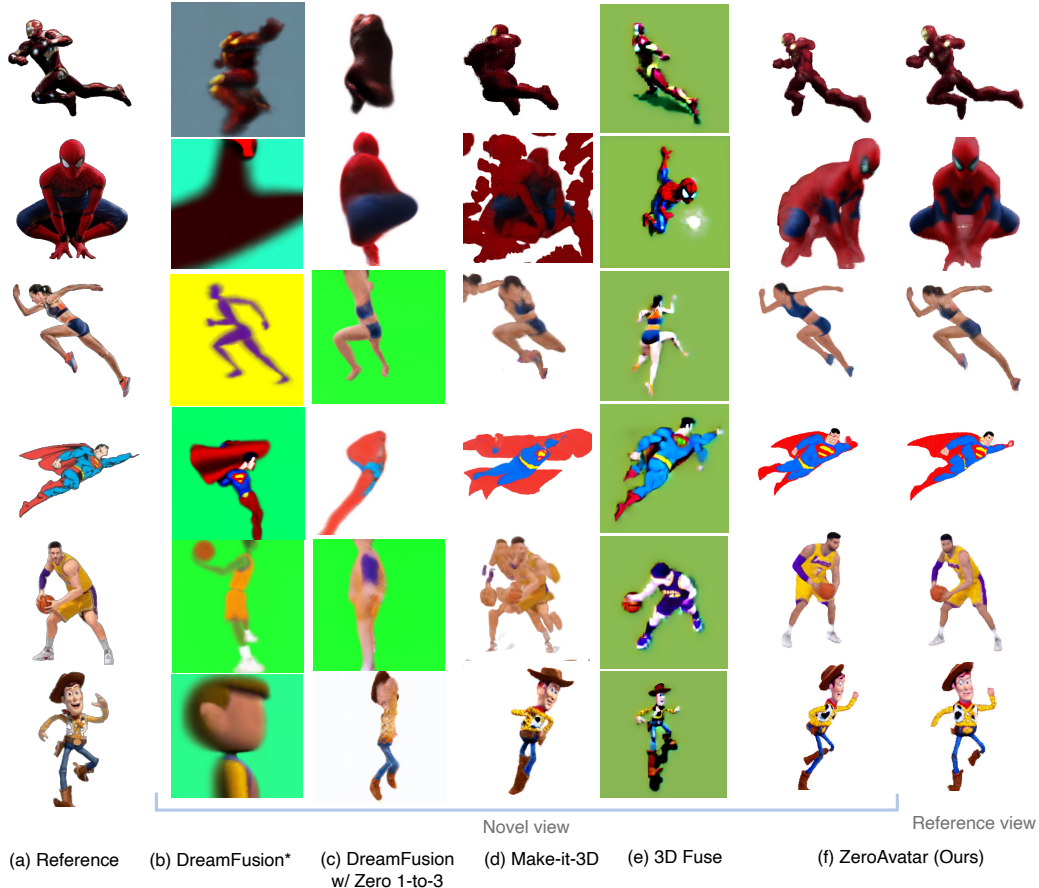 Novel view
Reference view
(a) Reference
(b) DreamFusion*
(c) DreamFusion
w/ Zero 1-to-3
(d) Make-it-3D
(e) 3D Fuse
(f) ZeroAvatar (Ours)